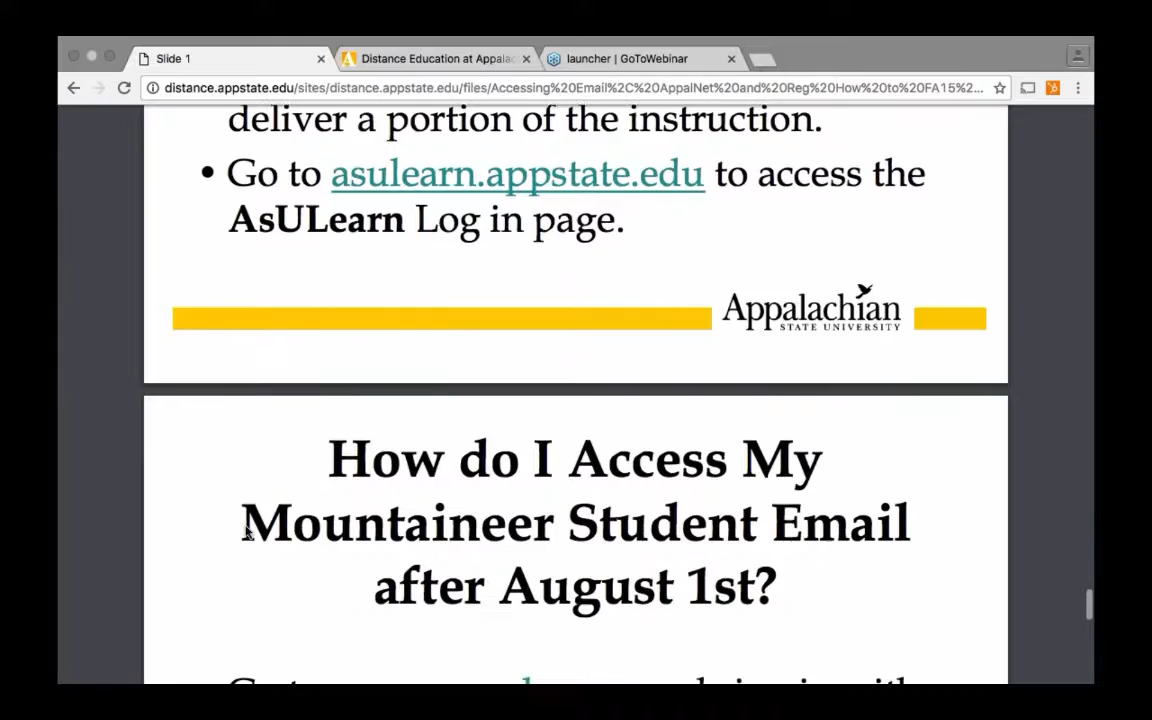 Slide 1
Distance Education at Appalac
launcher | GoToWebinar
distance.appstate.edu/sites/distance.appstate.edu/files/Accessing%20Email%2C%20AppalNet%20and%20Reg%20How%20to%20FA15%2...
deliver a portion of the instruction.
• Go to asulearn.appstate.edu to access the
AsULearn Log in page.
Appalachian
STATE UNIVERSITY
How do I Access My
Mountaineer Student Email
after August 1st?